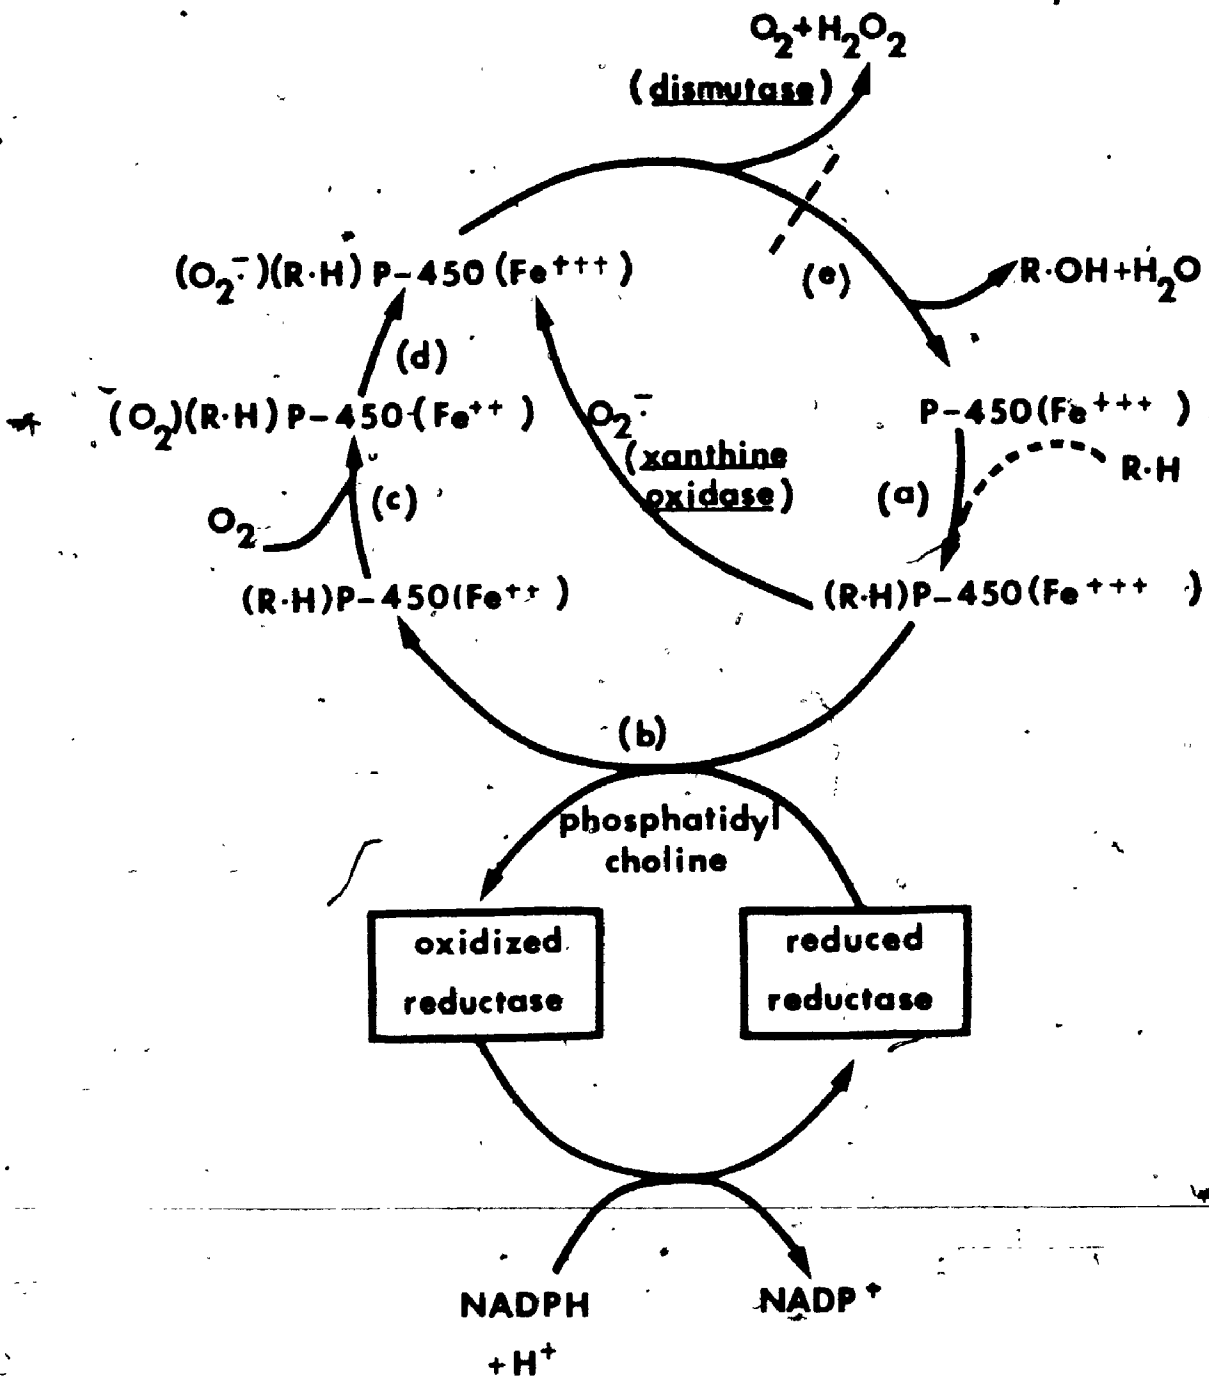 O₂+H₂O₂
(dismutase)
(O₂⁻·)(R·H) P-450 (Fe⁺⁺⁺)
(e)
R·OH+H₂O
(d)
(O₂)(R·H) P-450 (Fe⁺⁺)
O₂⁻·
P-450(Fe⁺⁺⁺)
(xanthine
oxidase)
R·H
(a)
(c)
O₂
(R·H)P-450(Fe⁺⁺)
(R·H)P-450(Fe⁺⁺⁺)
(b)
phosphatidyl
choline
oxidized
reductase
reduced
reductase
NADPH
+H⁺
NADP⁺